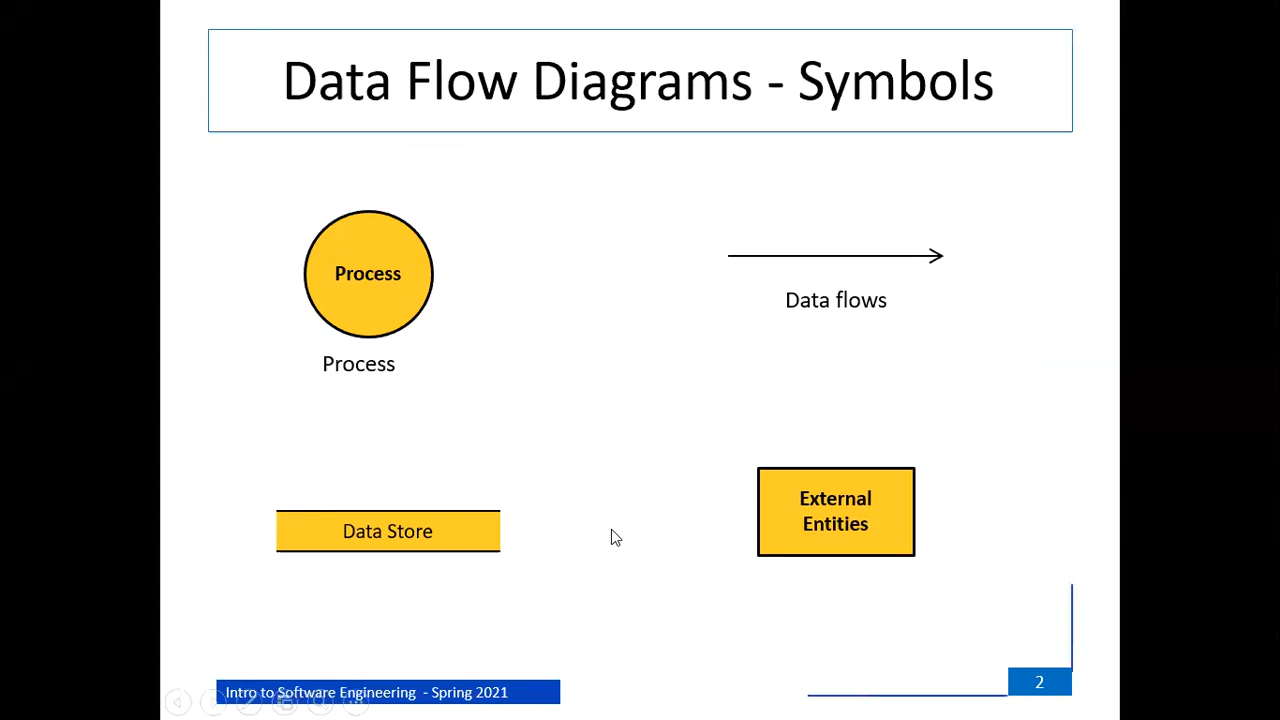 Data Flow Diagrams - Symbols
Process
Process
Data flows
Data Store
External
Entities
Intro to Software Engineering - Spring 2021
2